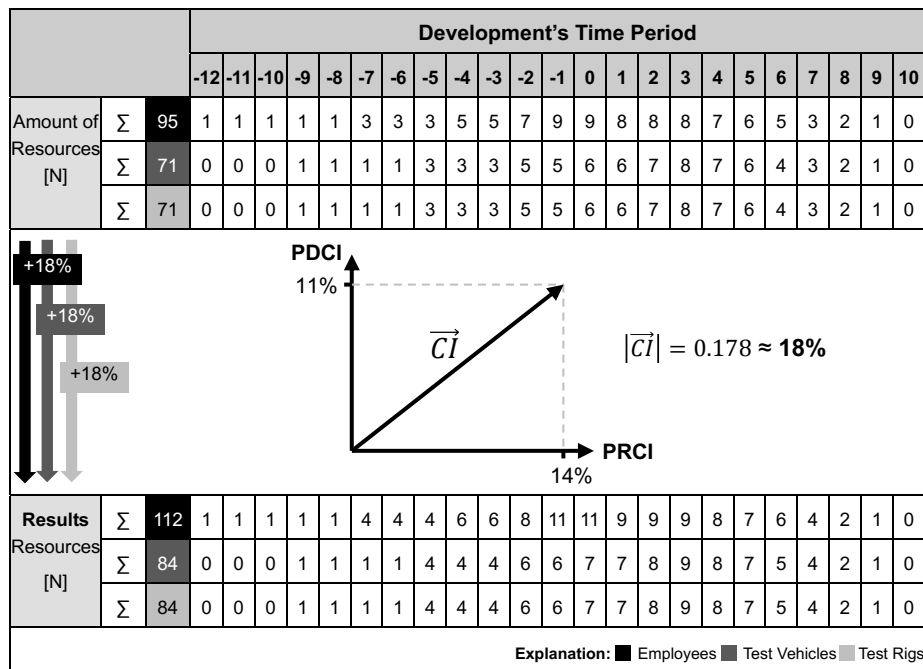 Development's Time Period
-12 -11 -10 -9 -8 -7 -6 -5 -4 -3 -2 -1 0 1 2 3 4 5 6 7 8 9 10
Amount of Resources [N]
∑ 95 1 1 1 1 1 3 3 3 5 5 7 9 9 8 8 8 7 6 5 3 2 1 0
∑ 71 0 0 0 1 1 1 1 3 3 3 5 5 6 6 7 8 7 6 4 3 2 1 0
∑ 71 0 0 0 1 1 1 1 3 3 3 5 5 6 6 7 8 7 6 4 3 2 1 0
+18%
+18%
+18%
PDCI
11%
CI
PRCI
14%
|CI| = 0.178 ≈ 18%
Results
Resources
[N]
∑ 112 1 1 1 1 1 4 4 4 6 6 8 11 11 9 9 9 8 7 6 4 2 1 0
∑ 84 0 0 0 1 1 1 1 4 4 4 6 6 7 7 8 9 8 7 5 4 2 1 0
∑ 84 0 0 0 1 1 1 1 4 4 4 6 6 7 7 8 9 8 7 5 4 2 1 0
Explanation: Employees Test Vehicles Test Rigs